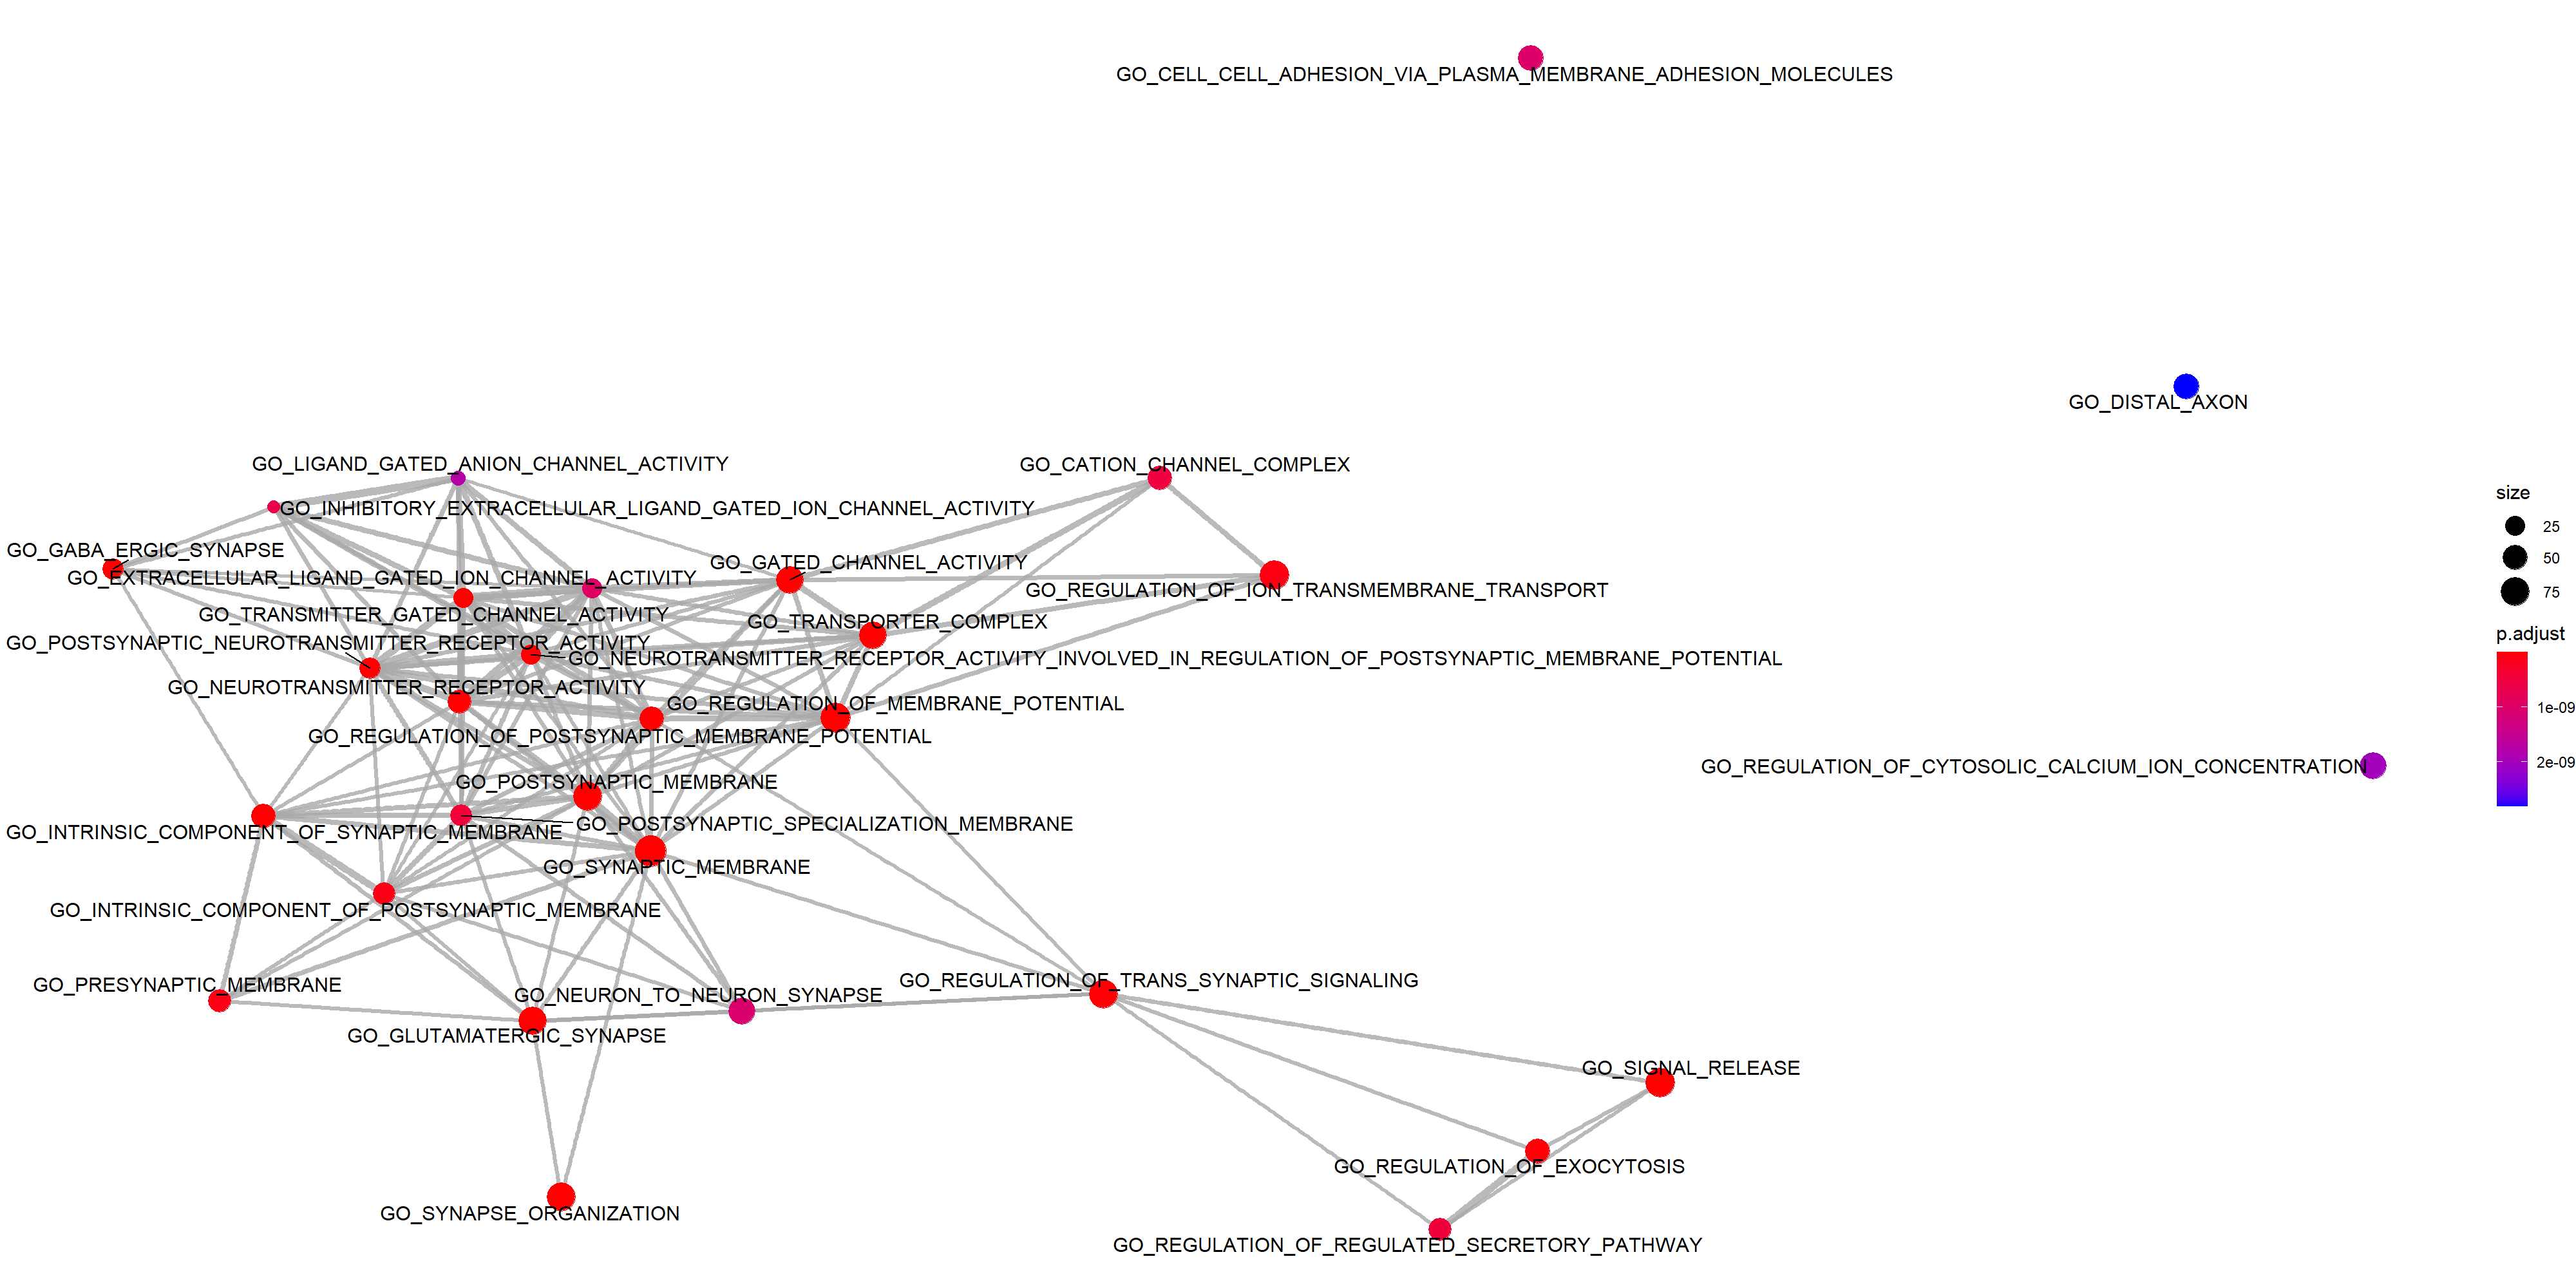 GO_CELL_CELL_ADHESION_VIA_PLASMA_MEMBRANE_ADHESION_MOLECULES
GO_DISTAL_AXON
GO_LIGAND_GATED_ANION_CHANNEL_ACTIVITY
GO_CATION_CHANNEL_COMPLEX
GO_INHIBITORY_EXTRACELLULAR_LIGAND_GATED_ION_CHANNEL_ACTIVITY
GO_GABA_ERGIC_SYNAPSE
GO_GATED_CHANNEL_ACTIVITY
GO_EXTRACELLULAR_LIGAND_GATED_ION_CHANNEL_ACTIVITY
GO_REGULATION_OF_ION_TRANSMEMBRANE_TRANSPORT
GO_TRANSMITTER_GATED_CHANNEL_ACTIVITY
GO_TRANSPORTER_COMPLEX
GO_POSTSYNAPTIC_NEUROTRANSMITTER_RECEPTOR_ACTIVITY
GO_NEUROTRANSMITTER_RECEPTOR_ACTIVITY_INVOLVED_IN_REGULATION_OF_POSTSYNAPTIC_MEMBRANE_POTENTIAL
GO_NEUROTRANSMITTER_RECEPTOR_ACTIVITY
GO_REGULATION_OF_MEMBRANE_POTENTIAL
GO_REGULATION_OF_POSTSYNAPTIC_MEMBRANE_POTENTIAL
GO_REGULATION_OF_CYTOSOLIC_CALCIUM_ION_CONCENTRATION
GO_POSTSYNAPTIC_MEMBRANE
GO_POSTSYNAPTIC_SPECIALIZATION_MEMBRANE
GO_INTRINSIC_COMPONENT_OF_SYNAPTIC_MEMBRANE
GO_SYNAPTIC_MEMBRANE
GO_INTRINSIC_COMPONENT_OF_POSTSYNAPTIC_MEMBRANE
GO_REGULATION_OF_TRANS_SYNAPTIC_SIGNALING
GO_PRESYNAPTIC_MEMBRANE
GO_NEURON_TO_NEURON_SYNAPSE
GO_GLUTAMATERGIC_SYNAPSE
GO_SIGNAL_RELEASE
GO_REGULATION_OF_EXOCYTOSIS
GO_SYNAPSE_ORGANIZATION
GO_REGULATION_OF_REGULATED_SECRETORY_PATHWAY
size
25
50
75
p.adjust
1e-09
2e-09